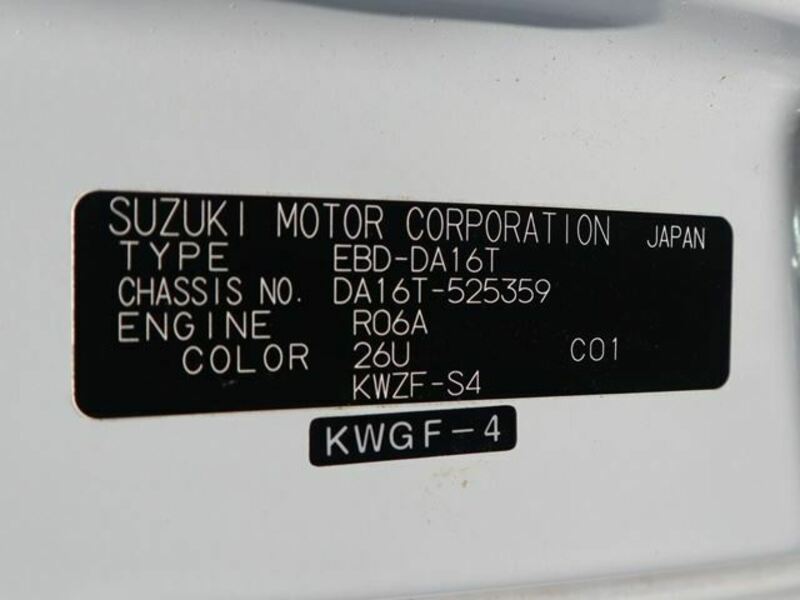 SUZUKI MOTOR CORPORATION JAPAN
TYPE EBD-DA16T
CHASSIS NO. DA16T-525359
ENGINE R06A
COLOR 26U C01
KWZF-S4
KWGF-4